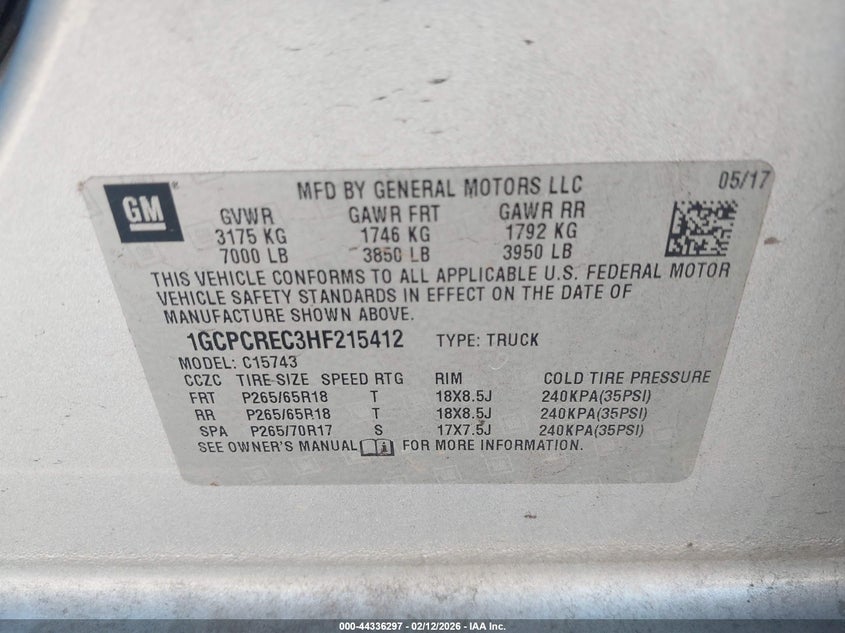 GM ® MFD BY GENERAL MOTORS LLC 05/17
GVWR GAWR FRT GAWR RR
3175 KG 1746 KG 1792 KG
7000 LB 3850 LB 3950 LB
THIS VEHICLE CONFORMS TO ALL APPLICABLE U.S. FEDERAL MOTOR
VEHICLE SAFETY STANDARDS IN EFFECT ON THE DATE OF
MANUFACTURE SHOWN ABOVE.
1GCPCREC3HF215412 TYPE: TRUCK
MODEL: C15743
CCZC TIRE SIZE SPEED RTG RIM COLD TIRE PRESSURE
FRT P265/65R18 T 18X8.5J 240KPA(35PSI)
RR P265/65R18 T 18X8.5J 240KPA(35PSI)
SPA P265/70R17 S 17X7.5J 240KPA(35PSI)
SEE OWNER'S MANUAL FOR MORE INFORMATION.
000-44336297 - 02/12/2026 - IAA Inc.